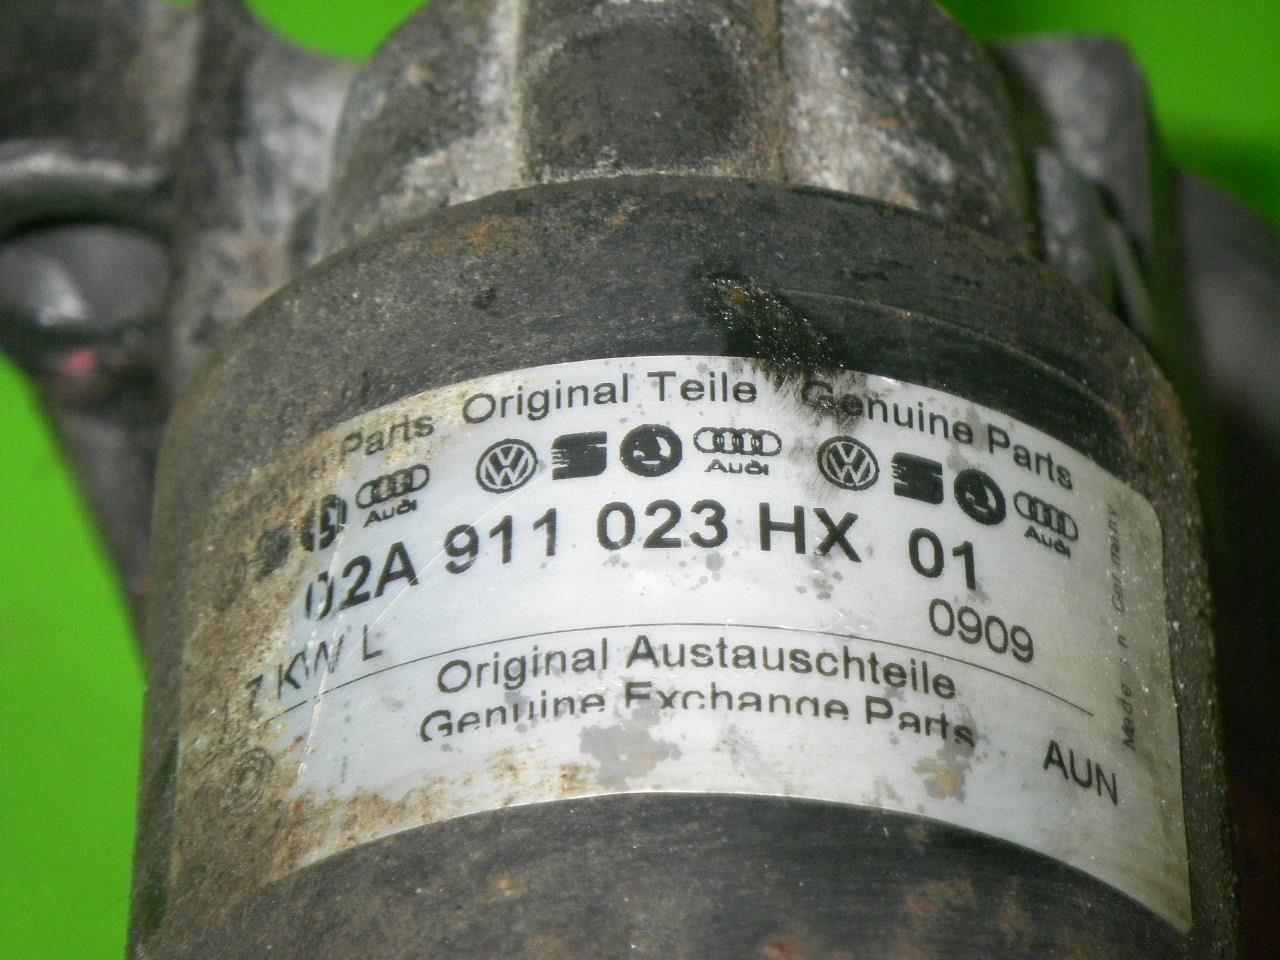 Parts Original Teile Genuine Parts
Audi Audi Audi
02A 911 023 HX 01
0909
7 KW L
Original Austauschteile
Genuine Exchange Parts
AUN
Made in Germany